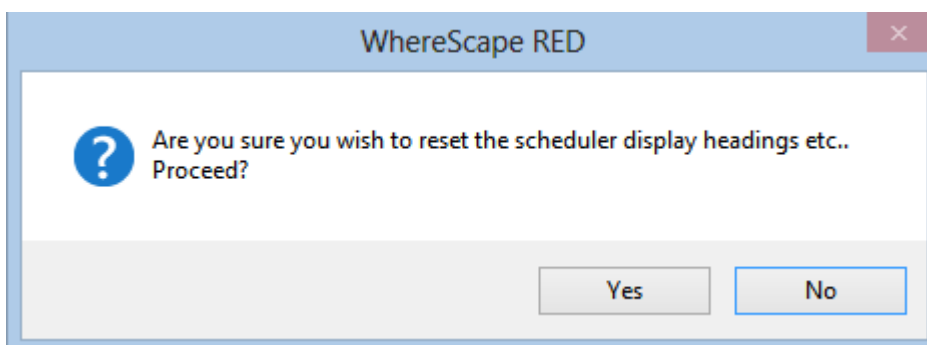 WhereScape RED
Are you sure you wish to reset the scheduler display headings etc..
Proceed?
Yes No